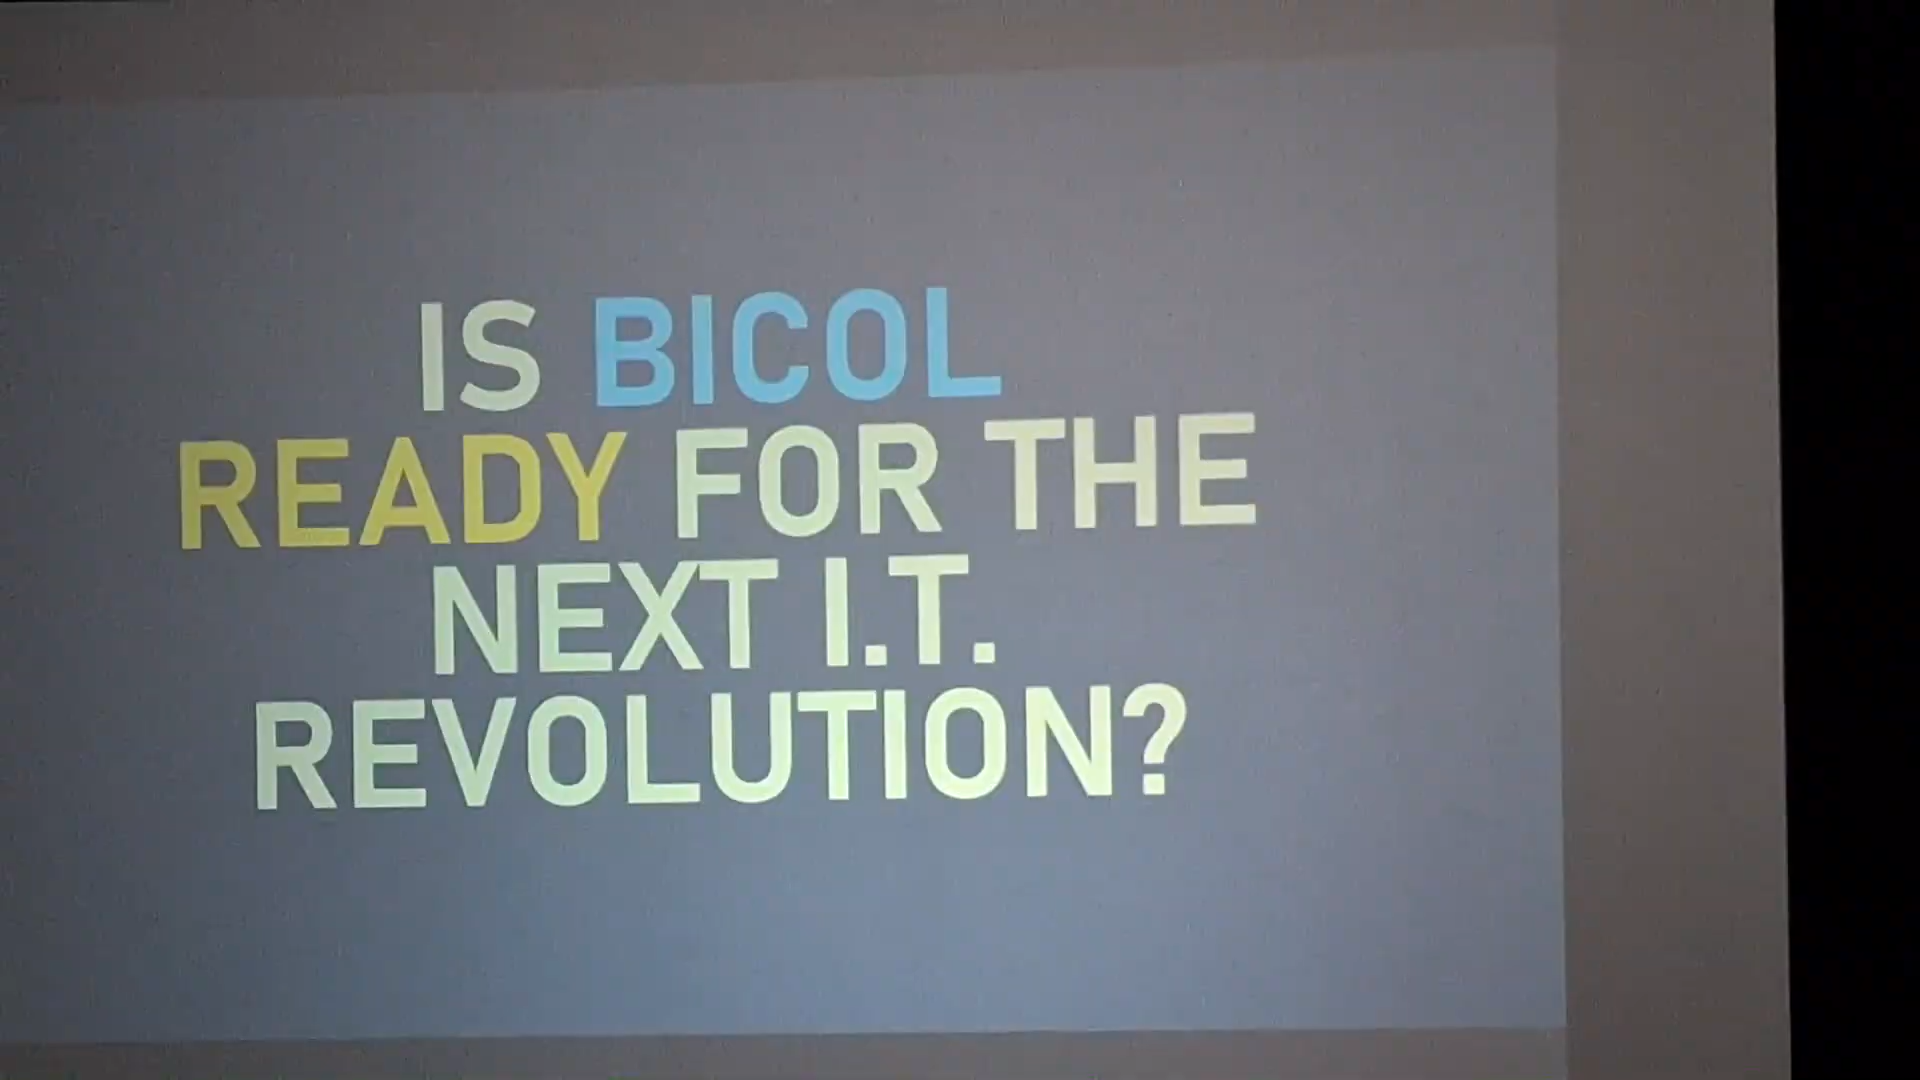 IS BICOL
READY FOR THE
NEXT I.T.
REVOLUTION?